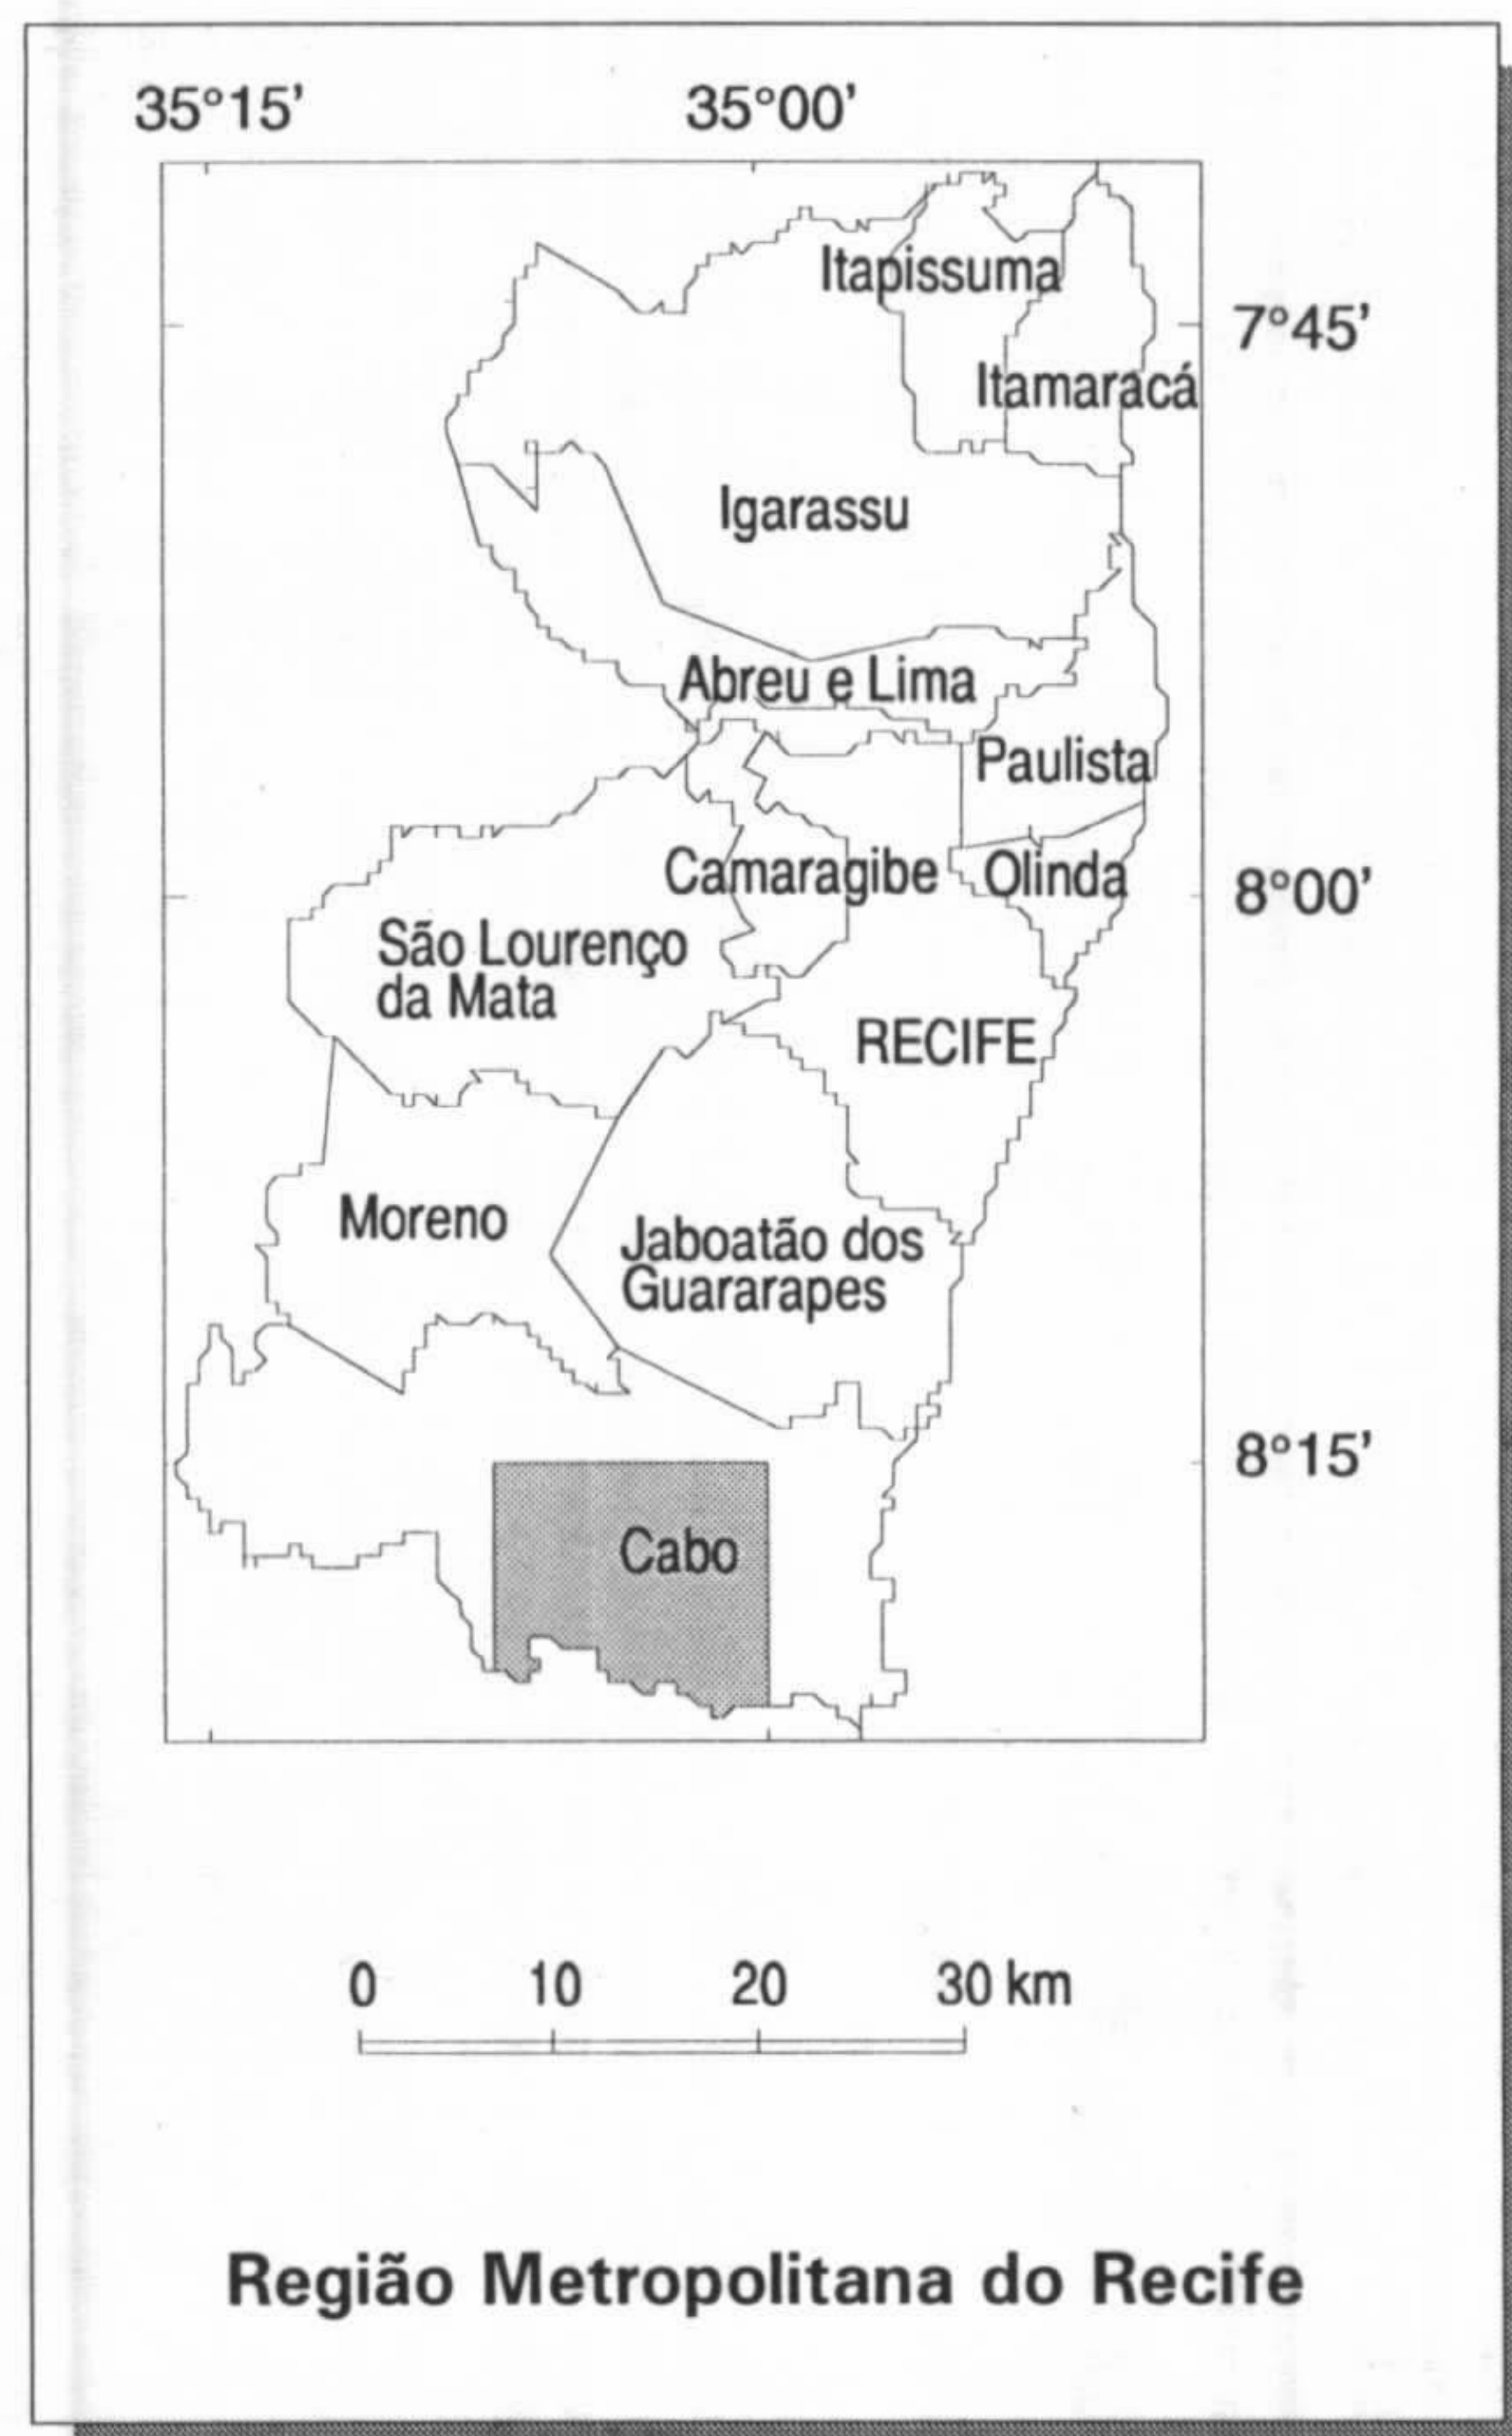 35°15' 35°00'
Itapissuma
7°45'
Itamaracá
Igarassu
Abreu e Lima
Paulista
Camaragibe
Olinda
8°00'
São Lourenço
da Mata
RECIFE
Moreno
Jaboatão dos
Guararapes
8°15'
Cabo
0 10 20 30 km
Região Metropolitana do Recife